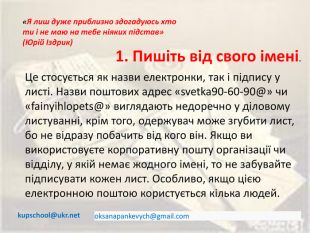 «Я лиш дуже приблизно здогадуюсь хто
ти і не маю на тебе ніяких підстав»
(Юрій Іздрик)
1. Пишіть від свого імені.
Це стосується як назви електронки, так і підпису у
листі. Назви поштових адрес «svetka90-60-90@» чи
«fainyihlopets@» виглядають недоречно у діловому
листуванні, крім того, одержувач може згубити лист,
бо не відразу побачить від кого він. Якщо ви
використовуєте корпоративну пошту організації чи
відділу, у якій немає жодного імені, то не забувайте
підписувати кожен лист. Особливо, якщо цією
електронною поштою користується кілька людей.
kupschool@ukr.net
oksanapankevych@gmail.com